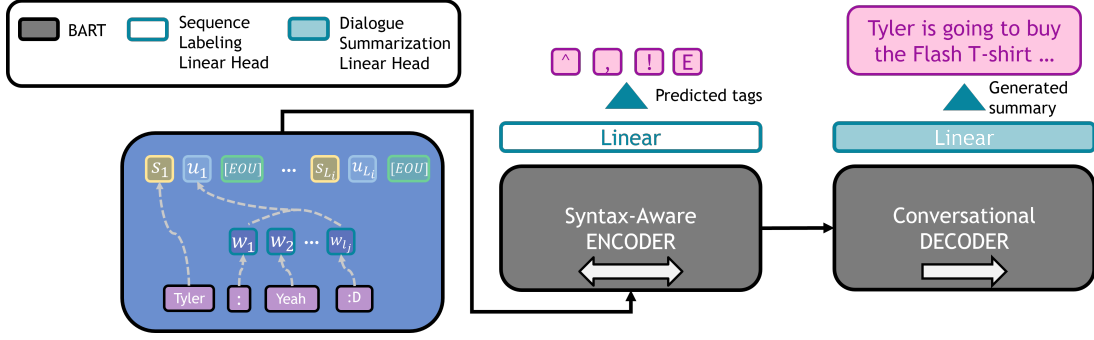 BART
Sequence
Labeling
Linear Head
Dialogue
Summarization
Linear Head
^ , ! E
Predicted tags
Linear
Syntax-Aware
ENCODER
Tyler is going to buy
the Flash T-shirt …
Generated
summary
Linear
Conversational
DECODER
S1 u1 [EOU] ... SLi uLi [EOU]
w1 w2 ... wlj
Tyler : Yeah :D